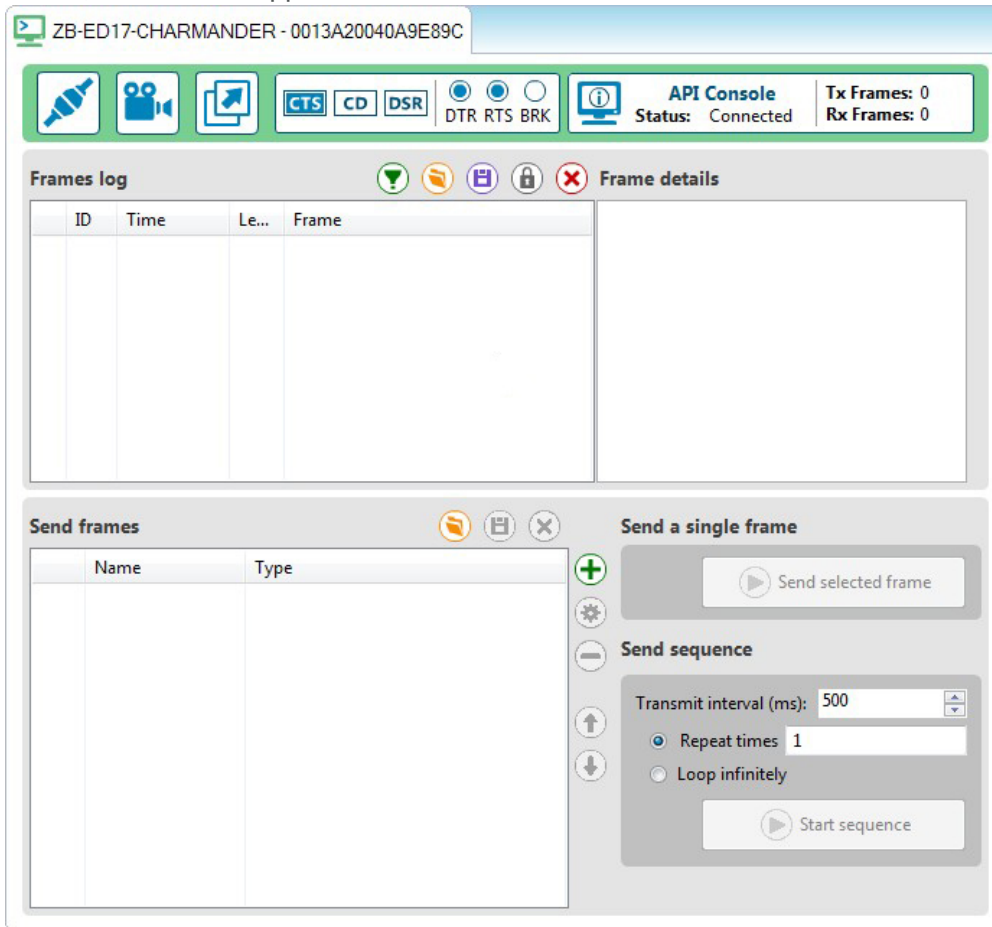 ZB-ED17-CHARMANDER - 0013A20040A9E89C
CTS CD DSR DTR RTS BRK
API Console
Status: Connected
Tx Frames: 0
Rx Frames: 0
Frames log
Frame details
ID Time Le... Frame
Send frames
Send a single frame
Name Type
Send selected frame
Send sequence
Transmit interval (ms): 500
Repeat times 1
Loop infinitely
Start sequence